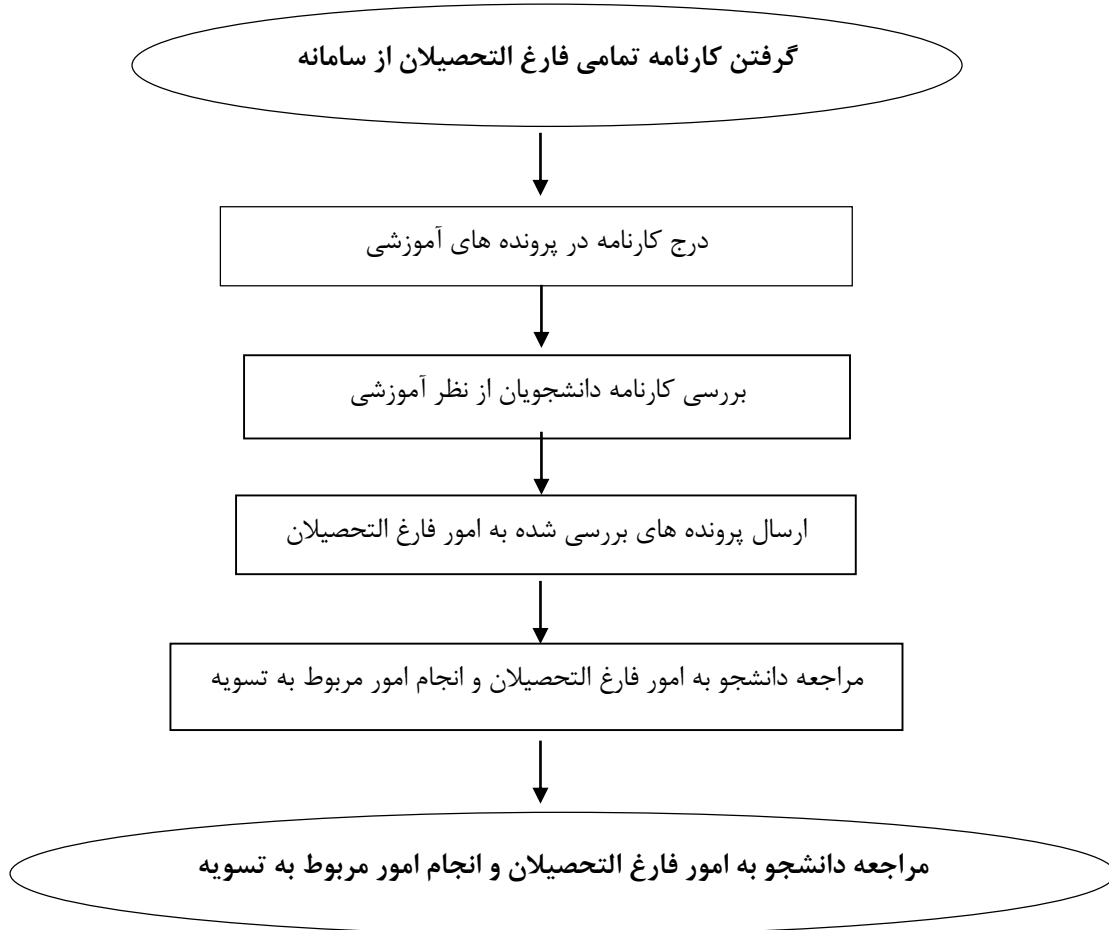 گرفتن کارنامه تمامی فارغ التحصیلان از سامانه
درج کارنامه در پرونده های آموزشی
بررسی کارنامه دانشجویان از نظر آموزشی
ارسال پرونده های بررسی شده به امور فارغ التحصیلان
مراجعه دانشجو به امور فارغ التحصیلان و انجام امور مربوط به تسویه
مراجعه دانشجو به امور فارغ التحصیلان و انجام امور مربوط به تسویه